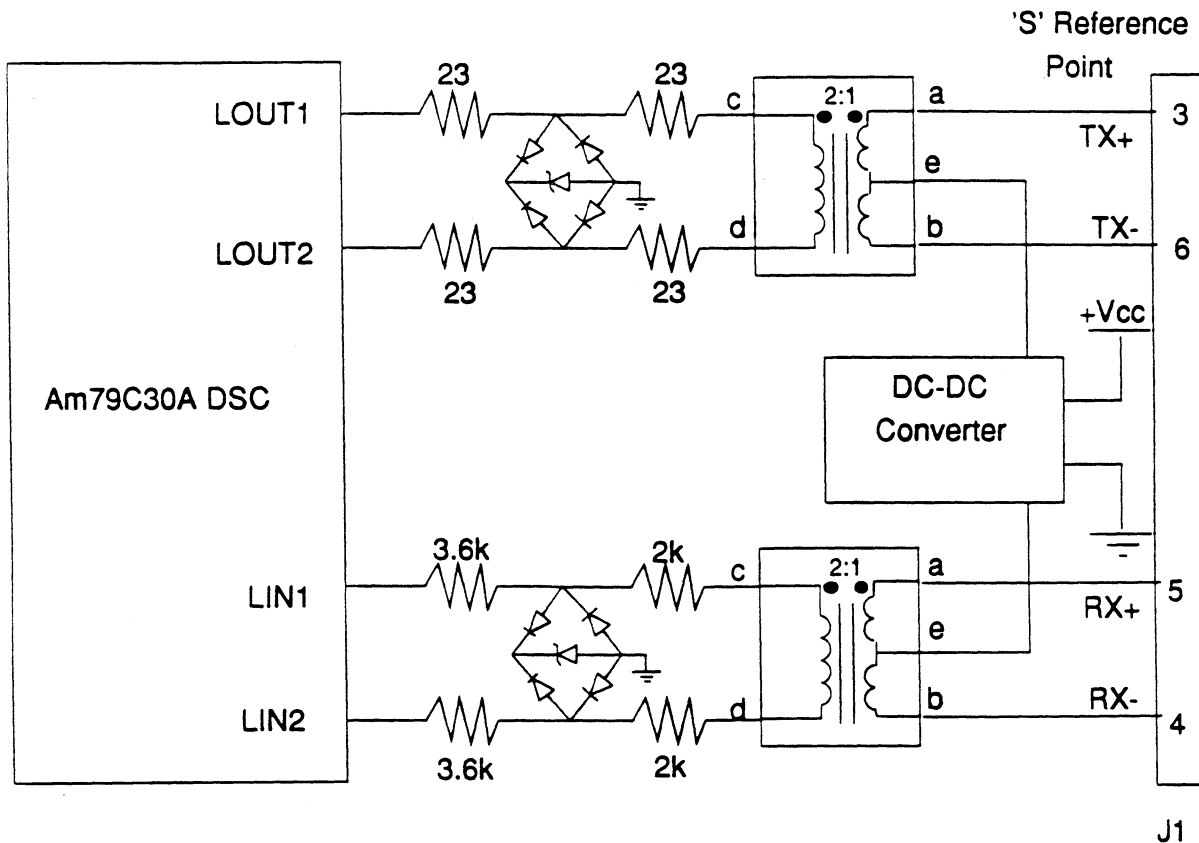 'S' Reference
Point
23
23
LOUT1
c
2:1
a
3
TX+
e
LOUT2
d
b
TX-
6
23
23
+Vcc
Am79C30A DSC
DC-DC
Converter
3.6k
2k
c
2:1
a
LIN1
5
RX+
e
LIN2
d
b
RX-
4
3.6k
2k
J1